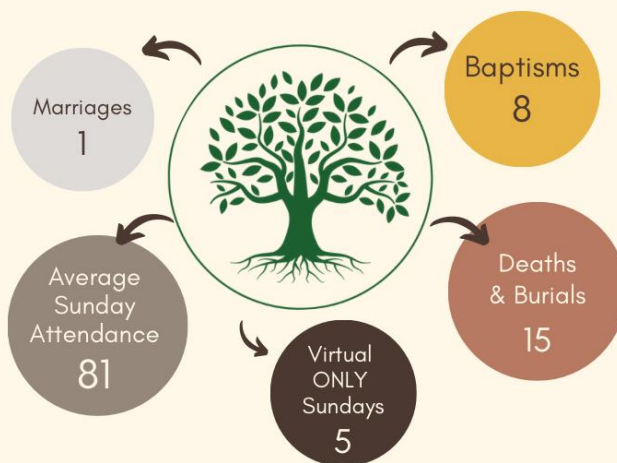 Marriages
1
Baptisms
8
Average
Sunday
Attendance
81
Deaths
& Burials
15
Virtual
ONLY
Sundays
5